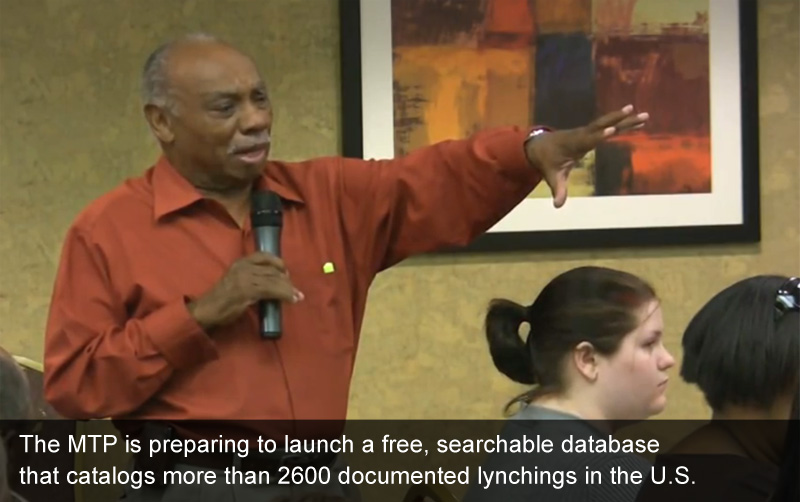 The MTP is preparing to launch a free, searchable database
that catalogs more than 2600 documented lynchings in the U.S.